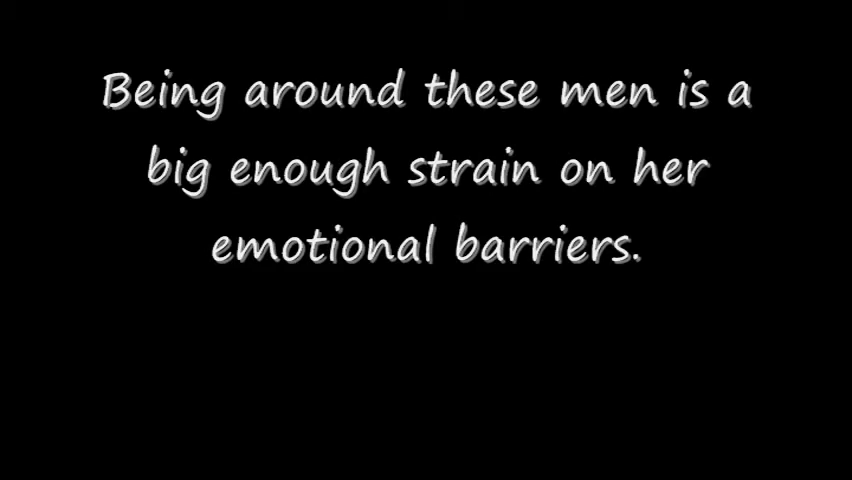 Being around these men is a
big enough strain on her
emotional barriers.